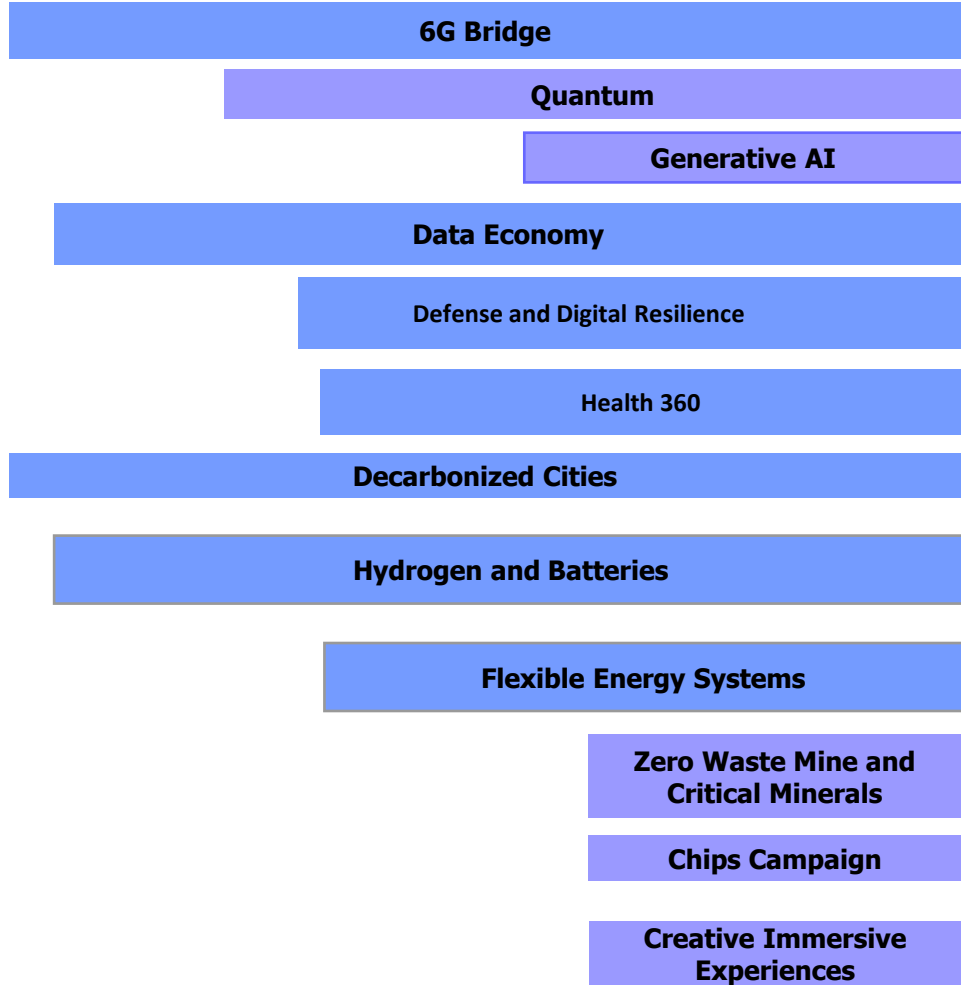 6G Bridge
Quantum
Generative AI
Data Economy
Defense and Digital Resilience
Health 360
Decarbonized Cities
Hydrogen and Batteries
Flexible Energy Systems
Zero Waste Mine and
Critical Minerals
Chips Campaign
Creative Immersive
Experiences